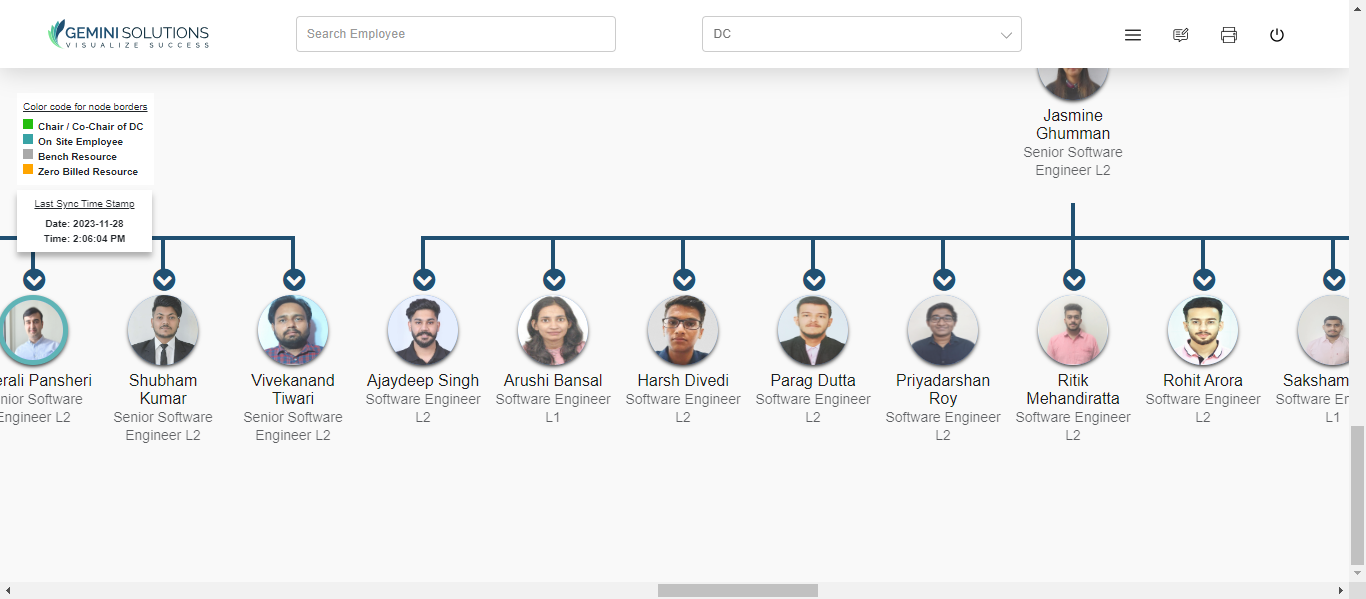 GEMINI SOLUTIONS
VISUALIZE SUCCESS
Search Employee
DC
Jasmine
Ghumman
Senior Software
Engineer L2
Color code for node borders
Chair / Co-Chair of DC
On Site Employee
Bench Resource
Zero Billed Resource
Last Sync Time Stamp
Date: 2023-11-28
Time: 2:06:04 PM
erali Pansheri
nior Software
Engineer L2
Shubham
Kumar
Senior Software
Engineer L2
Vivekanand
Tiwari
Senior Software
Engineer L2
Ajaydeep Singh
Software Engineer
L2
Arushi Bansal
Software Engineer
L1
Harsh Divedi
Software Engineer
L2
Parag Dutta
Software Engineer
L2
Priyadarshan
Roy
Software Engineer
L2
Ritik
Mehandiratta
Software Engineer
L2
Rohit Arora
Software Engineer
L2
Saksham
Software En
L1